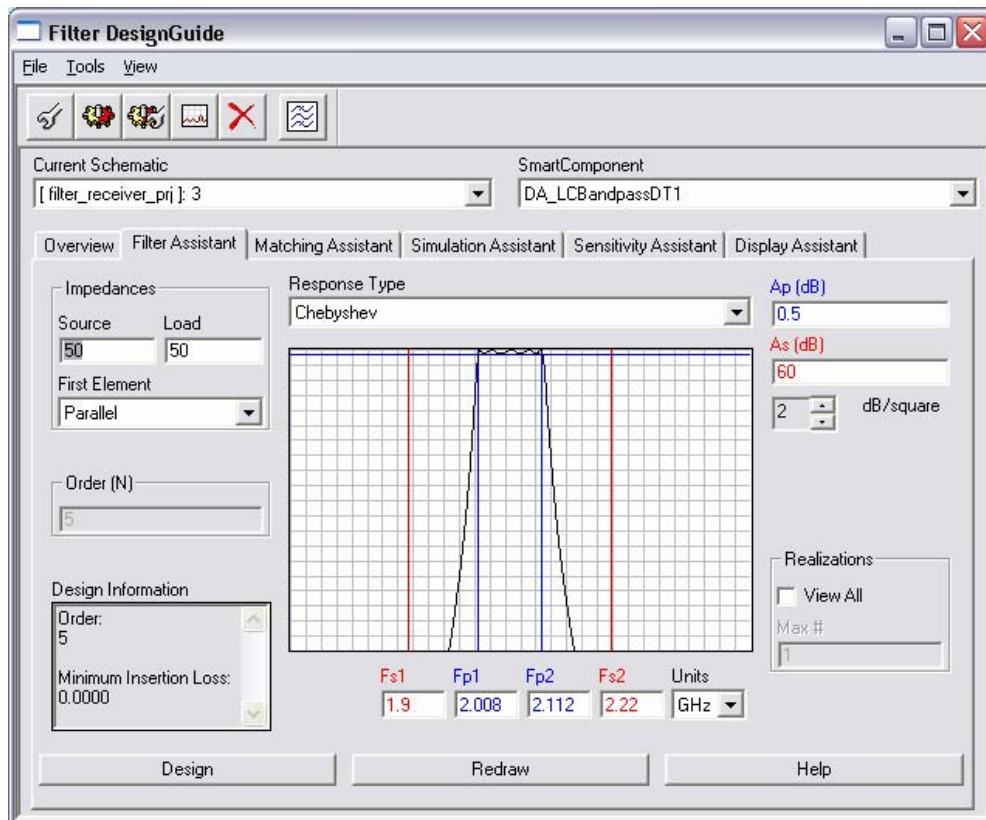 Filter DesignGuide
File Tools View
Current Schematic
SmartComponent
[ filter_receiver_prj ]: 3
DA_LCBandpassDT1
Overview
Filter Assistant
Matching Assistant
Simulation Assistant
Sensitivity Assistant
Display Assistant
Impedances
Source
Load
50
50
First Element
Parallel
Order (N)
5
Design Information
Order:
5
Minimum Insertion Loss:
0.0000
Response Type
Chebyshev
Fs1
Fp1
Fp2
Fs2
Units
1.9
2.008
2.112
2.22
GHz
Ap (dB)
0.5
As (dB)
60
2
dB/square
Realizations
View All
Max #
1
Design
Redraw
Help